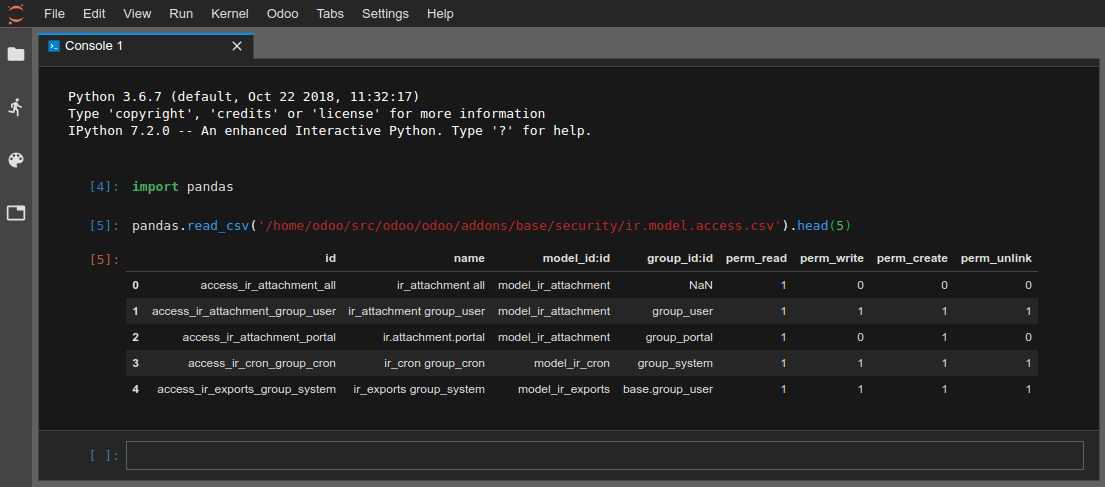 File Edit View Run Kernel Odoo Tabs Settings Help
Console 1
Python 3.6.7 (default, Oct 22 2018, 11:32:17)
Type 'copyright', 'credits' or 'license' for more information
IPython 7.2.0 -- An enhanced Interactive Python. Type '?' for help.
[4]: import pandas
[5]: pandas.read_csv('/home/odoo/src/odoo/odoo/addons/base/security/ir.model.access.csv').head(5)
[5]: id name model_id:id group_id:id perm_read perm_write perm_create perm_unlink
0 access_ir_attachment_all ir_attachment all model_ir_attachment NaN 1 0 0 0
1 access_ir_attachment_group_user ir_attachment group_user model_ir_attachment group_user 1 1 1 1
2 access_ir_attachment_portal ir.attachment.portal model_ir_attachment group_portal 1 0 1 0
3 access_ir_cron_group_cron ir_cron group_cron model_ir_cron group_system 1 1 1 1
4 access_ir_exports_group_system ir_exports group_system model_ir_exports base.group_user 1 1 1 1
[ ]: